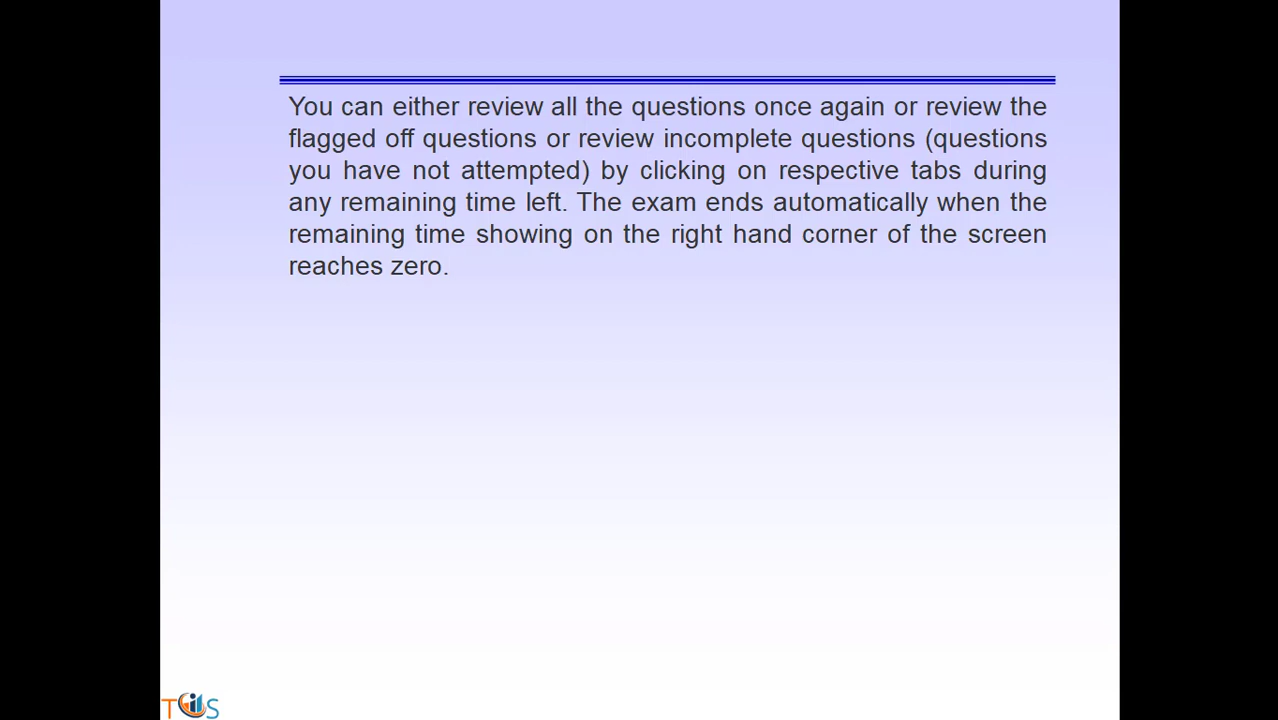 You can either review all the questions once again or review the
flagged off questions or review incomplete questions (questions
you have not attempted) by clicking on respective tabs during
any remaining time left. The exam ends automatically when the
remaining time showing on the right hand corner of the screen
reaches zero.